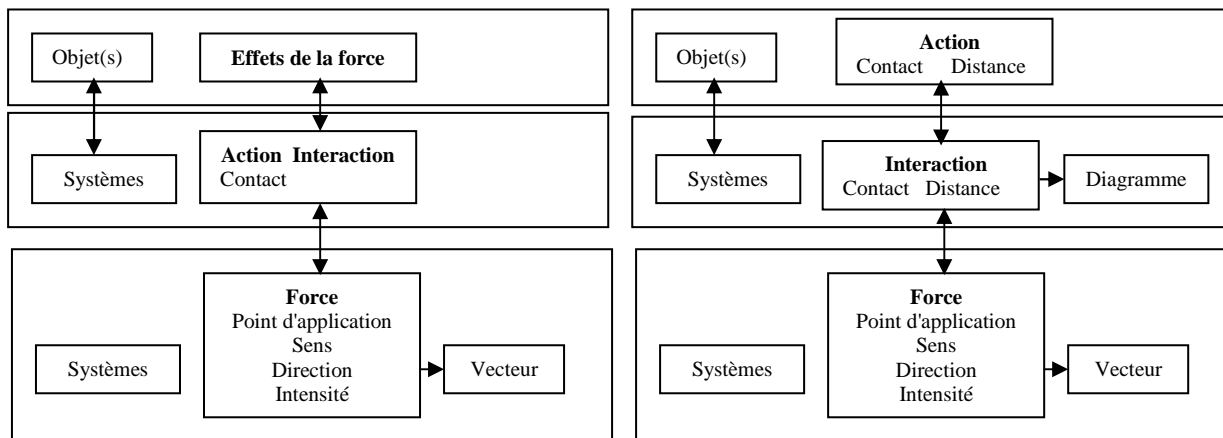 Objet(s)
Effets de la force
Systèmes
Action Interaction
Contact
Systèmes
Force
Point d'application
Sens
Direction
Intensité
Vecteur
Objet(s)
Action
Contact Distance
Systèmes
Interaction
Contact Distance
Diagramme
Systèmes
Force
Point d'application
Sens
Direction
Intensité
Vecteur